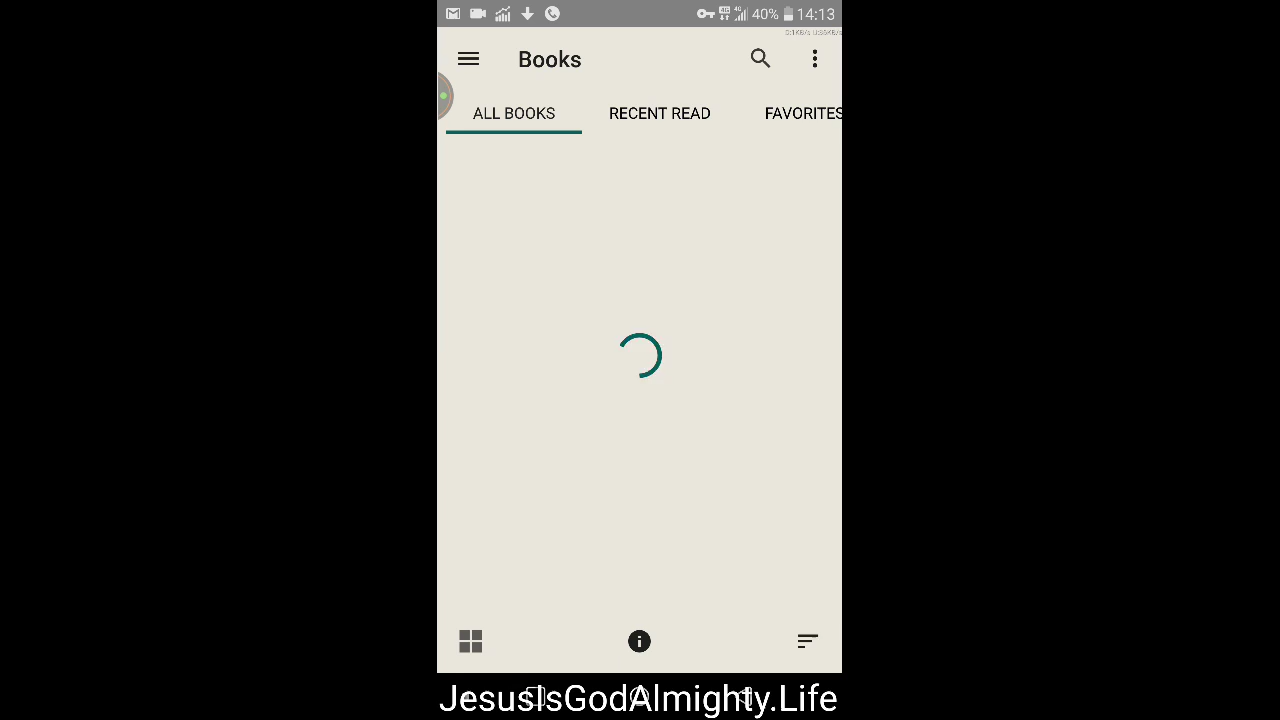 40% 14:13
Books
ALL BOOKS RECENT READ FAVORITES
JesusIsGodAlmighty.Life